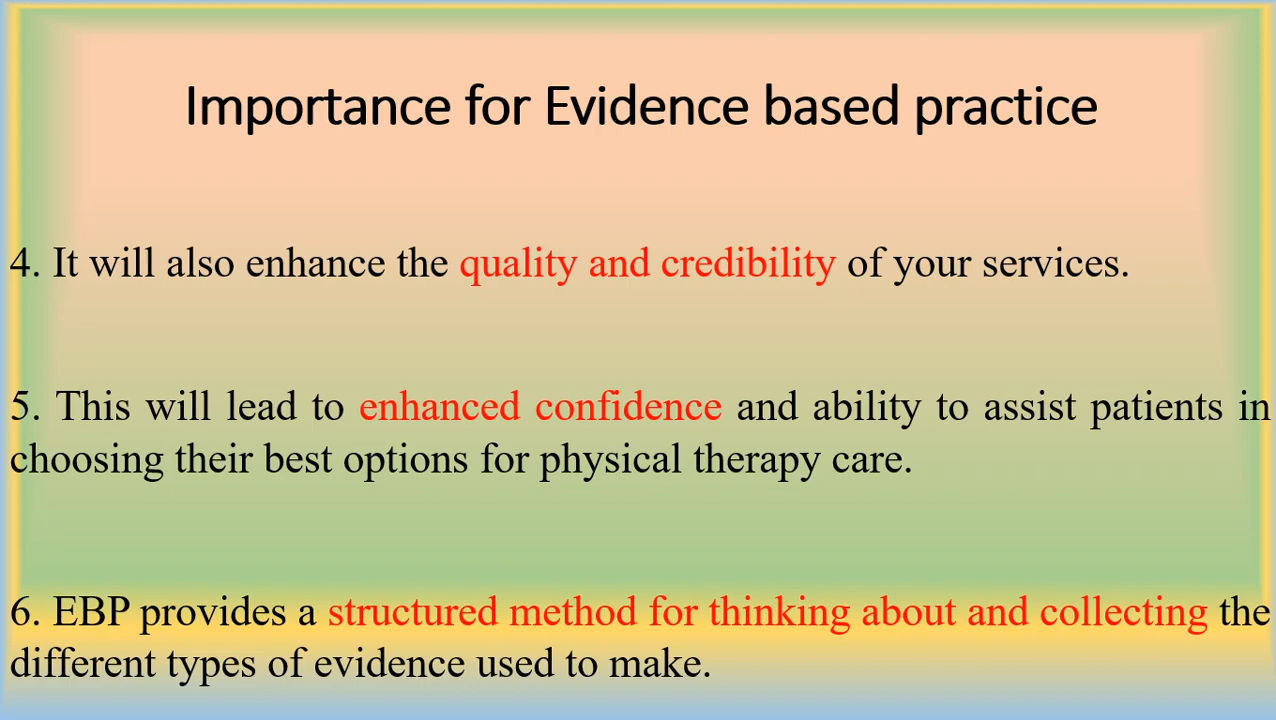 Importance for Evidence based practice
4. It will also enhance the quality and credibility of your services.
5. This will lead to enhanced confidence and ability to assist patients in
choosing their best options for physical therapy care.
6. EBP provides a structured method for thinking about and collecting the
different types of evidence used to make.